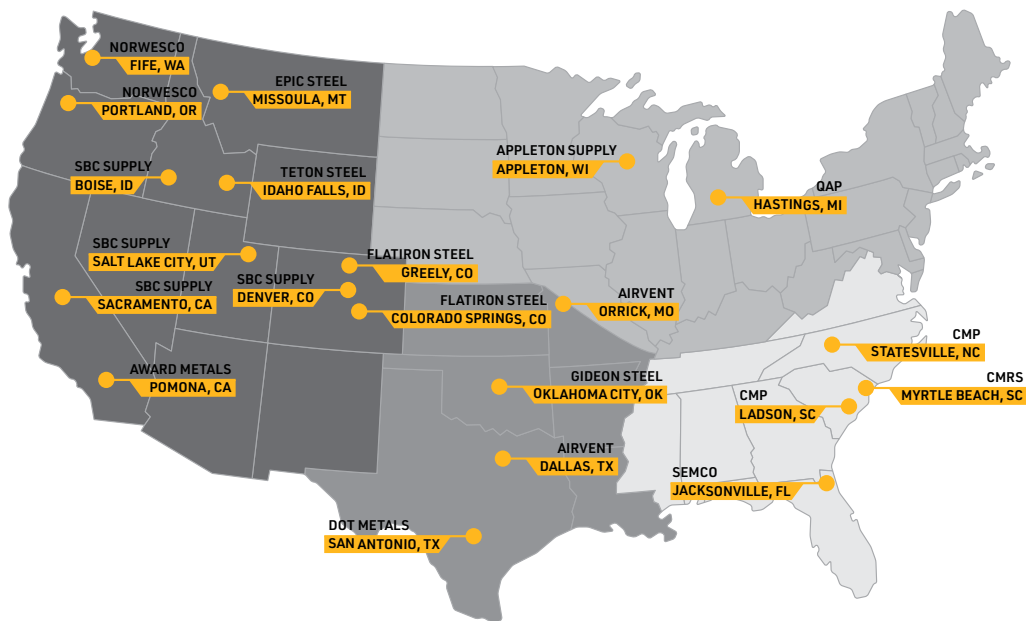 NORWESCO
FIFE, WA
NORWESCO
PORTLAND, OR
EPIC STEEL
MISSOULA, MT
SBC SUPPLY
BOISE, ID
TETON STEEL
IDAHO FALLS, ID
APPLETON SUPPLY
APPLETON, WI
QAP
HASTINGS, MI
SBC SUPPLY
SALT LAKE CITY, UT
FLATIRON STEEL
GREELY, CO
SBC SUPPLY
SACRAMENTO, CA
SBC SUPPLY
DENVER, CO
FLATIRON STEEL
COLORADO SPRINGS, CO
AIRVENT
ORRICK, MO
CMP
STATESVILLE, NC
AWARD METALS
POMONA, CA
GIDEON STEEL
OKLAHOMA CITY, OK
CMRS
MYRTLE BEACH, SC
CMP
LADSON, SC
AIRVENT
DALLAS, TX
SEMCO
JACKSONVILLE, FL
DOT METALS
SAN ANTONIO, TX